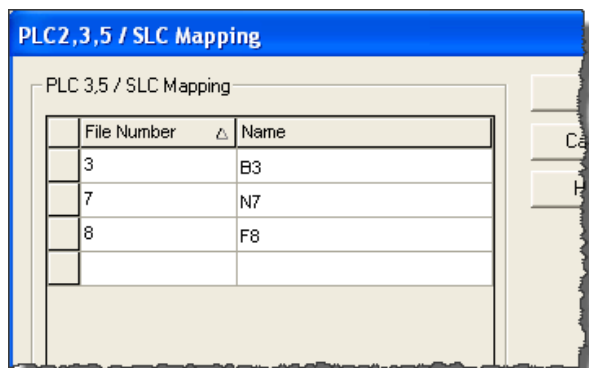 PLC2,3,5 / SLC Mapping
PLC 3,5 / SLC Mapping
File Number Name
Ca
3 B3
H
7 N7
8 F8